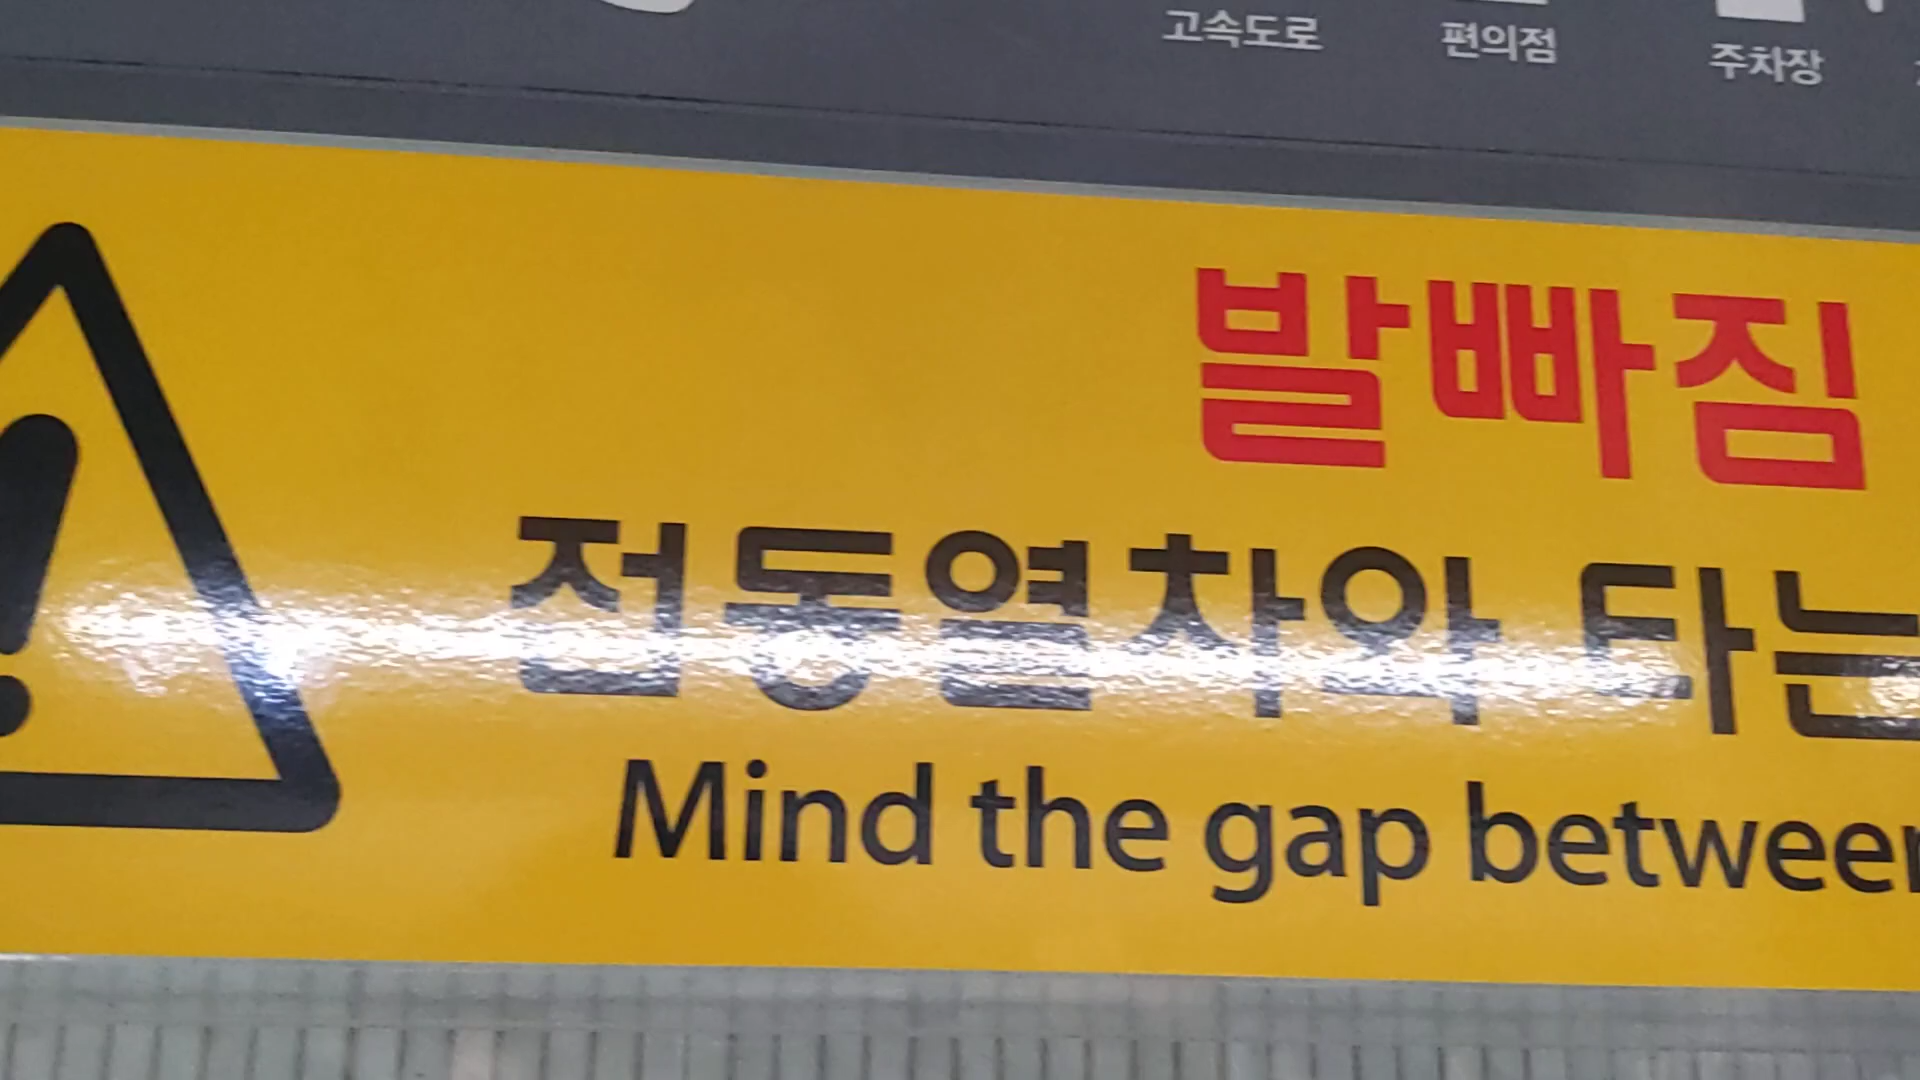 고속도로 편의점 주차장
발빠짐
전동열차와 타는
Mind the gap between